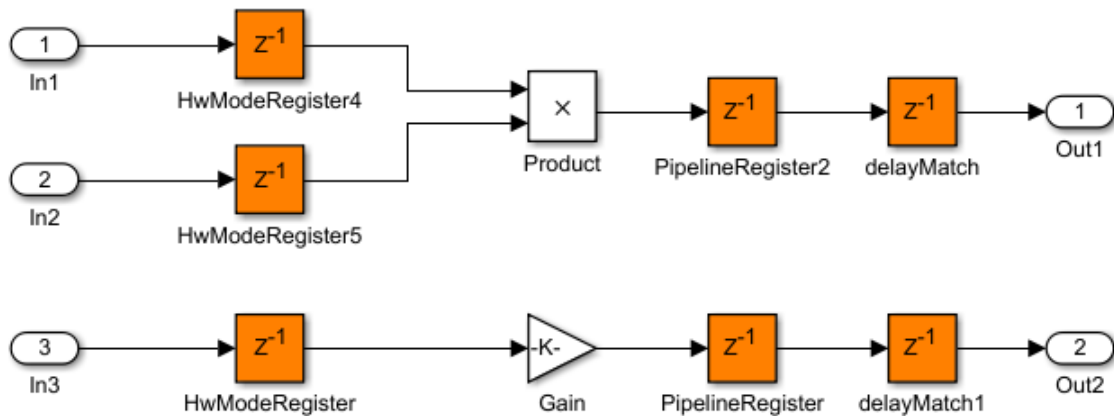 1
In1
Z-1
HwModeRegister4
×
Product
Z-1
PipelineRegister2
Z-1
delayMatch
1
Out1
2
In2
Z-1
HwModeRegister5
3
In3
Z-1
HwModeRegister
-K-
Gain
Z-1
PipelineRegister
Z-1
delayMatch1
2
Out2